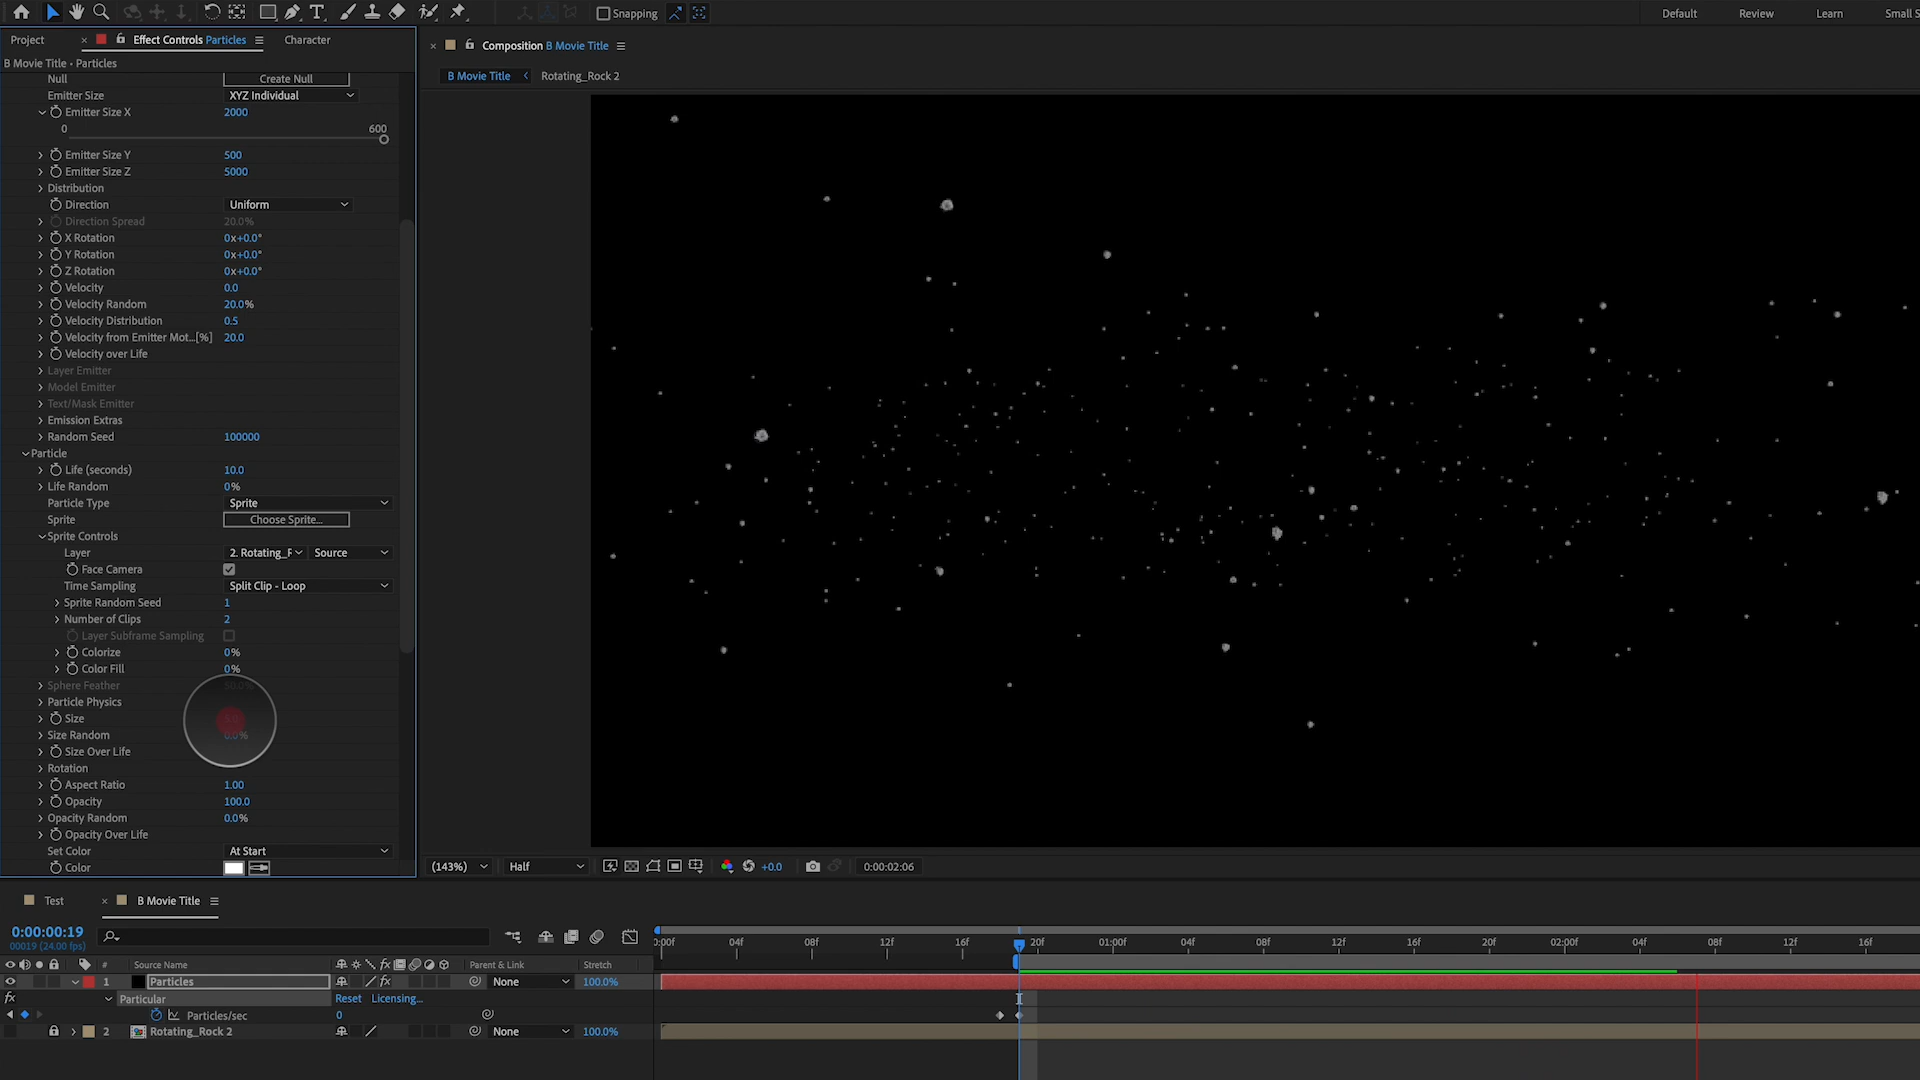 Snapping
Default
Review
Learn
Small S
Project
Effect Controls Particles
Character
B Movie Title • Particles
Null
Create Null
Emitter Size
XYZ Individual
Emitter Size X
2000
0
600
Emitter Size Y
500
Emitter Size Z
5000
Distribution
Direction
Uniform
Direction Spread
20.0%
X Rotation
0x+0.0°
Y Rotation
0x+0.0°
Z Rotation
0x+0.0°
Velocity
0.0
Velocity Random
20.0%
Velocity Distribution
0.5
Velocity from Emitter Mot...[%]
20.0
Velocity over Life
Layer Emitter
Model Emitter
Text/Mask Emitter
Emission Extras
Random Seed
100000
Particle
Life (seconds)
10.0
Life Random
0%
Particle Type
Sprite
Sprite
Choose Sprite...
Sprite Controls
Layer
2. Rotating_F
Source
Face Camera
Time Sampling
Split Clip - Loop
Sprite Random Seed
1
Number of Clips
2
Layer Subframe Sampling
Colorize
0%
Color Fill
0%
Sphere Feather
50.0%
Particle Physics
Size
Size Random
0.0%
Size Over Life
Rotation
Aspect Ratio
1.00
Opacity
100.0
Opacity Random
0.0%
Opacity Over Life
Set Color
At Start
Color
Composition B Movie Title
B Movie Title
Rotating_Rock 2
(143%)
Half
+0.0
0:00:02:06
Test
B Movie Title
0:00:00:19
00019 (24.00 fps)
0:00f
04f
08f
12f
16f
20f
01:00f
04f
08f
12f
16f
20f
02:00f
04f
08f
12f
16f
#
Source Name
Parent & Link
Stretch
1
Particles
None
100.0%
Particular
Reset
Licensing...
Particles/sec
0
2
Rotating_Rock 2
None
100.0%